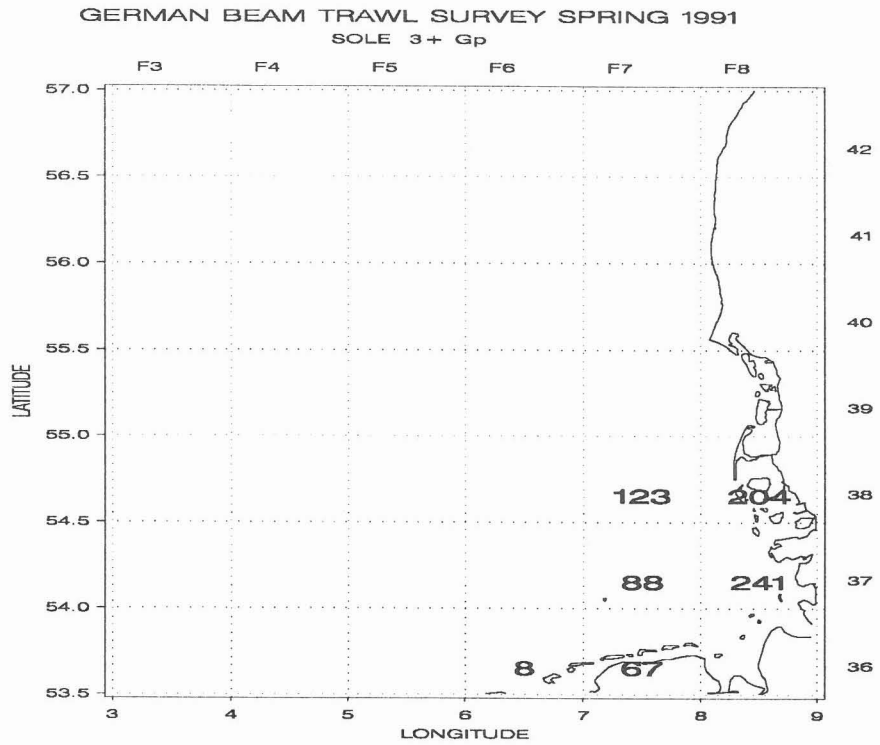 GERMAN BEAM TRAWL SURVEY SPRING 1991
SOLE 3+ Gp
F3 F4 F5 F6 F7 F8
57.0
42
56.5
41
56.0
40
55.5
39
55.0
123 204 38
54.5
88 241 37
54.0
8 67 36
53.5
3 4 5 6 7 8 9
LATITUDE
LONGITUDE